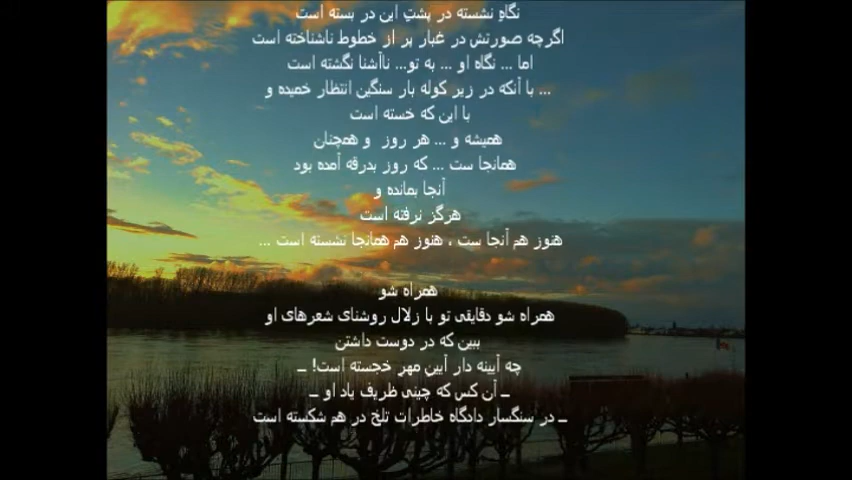 نگاهِ نشسته در پشتِ این در بسته است
اگرچه صورتش در غبار پر از خطوط ناشناخته است
اما ... نگاه او ... به تو... ناآشنا نگشته است
... با آنکه در زیر کوله بار سنگین انتظار خمیده و
با این که خسته است
همیشه و ... هر روز و همچنان
همانجا ست ... که روز بدرقه آمده بود
آنجا بمانده و
هرگز نرفته است
هنوز هم آنجا ست ، هنوز هم همانجا نشسته است ...
همراه شو
همراه شو دقایقی تو با زلال روشنای شعرهای او
ببین که در دوست داشتن
چه آیینه دار آیین مهرِ خجسته است! ـ
ـ آن کس که چینی ظریف یاد او ـ
ـ در سنگسار دادگاه خاطرات تلخ در هم شکسته است